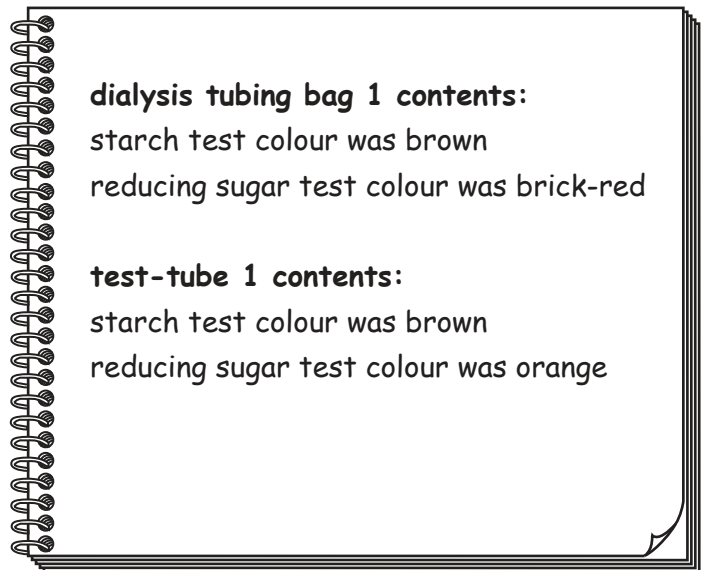 dialysis tubing bag 1 contents:
starch test colour was brown
reducing sugar test colour was brick-red
test-tube 1 contents:
starch test colour was brown
reducing sugar test colour was orange